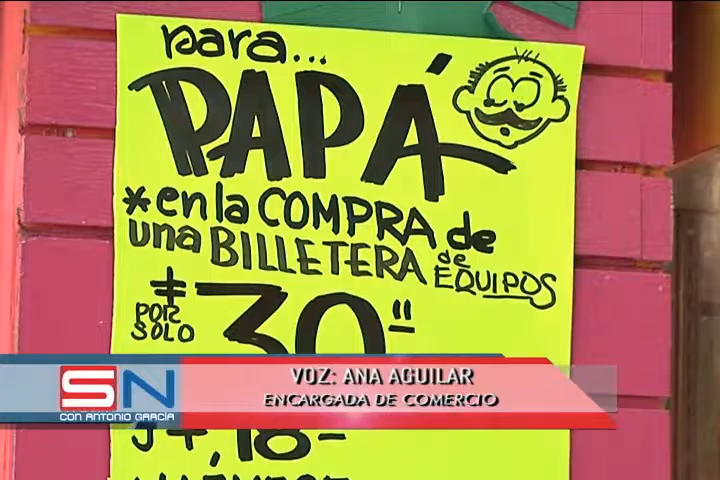 para...
PAPÁ
*en la COMPRA de
una BILLETERA de EQUIPOS
‡ POR SOLO 30"
VOZ: ANA AGUILAR
ENCARGADA DE COMERCIO
SN
CON ANTONIO GARCÍA